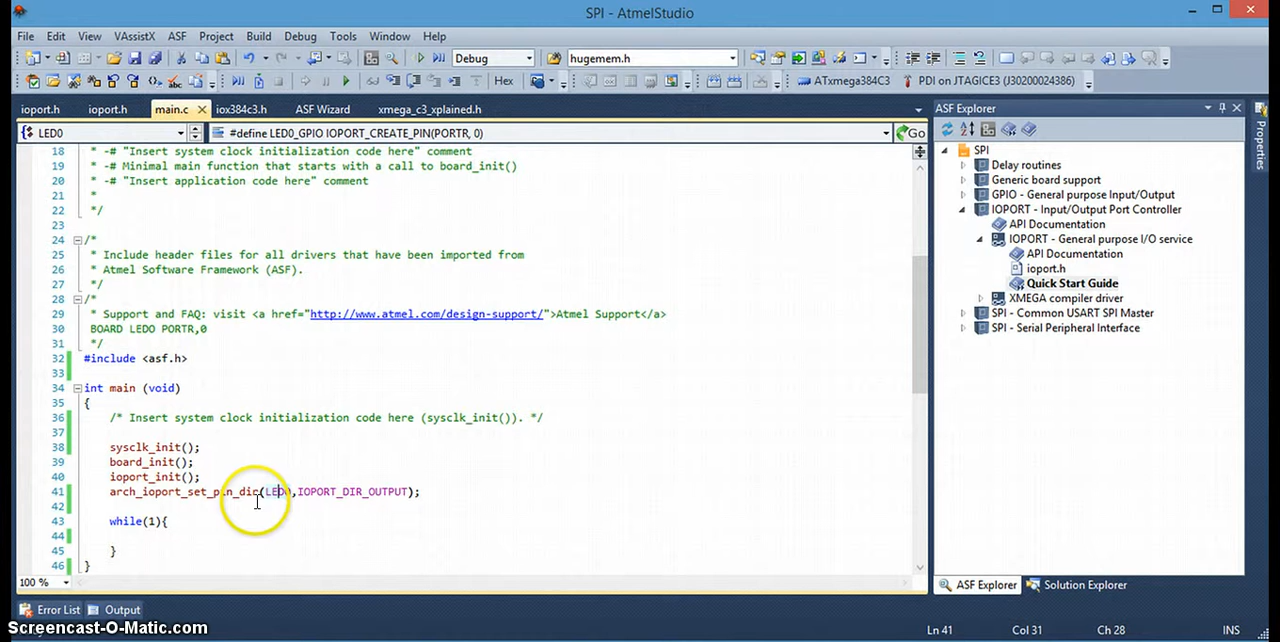 SPI - AtmelStudio
File Edit View VAssistX ASF Project Build Debug Tools Window Help
Debug hugemem.h
Hex ATxmega384C3 PDI on JTAGICE3 (J30200024386)
ioport.h ioport.h main.c iox384c3.h ASF Wizard xmega_c3_xplained.h
LED0 #define LED0_GPIO IOPORT_CREATE_PIN(PORTR, 0) Go
18 * -# "Insert system clock initialization code here" comment
19 * -# Minimal main function that starts with a call to board_init()
20 * -# "Insert application code here" comment
21 *
22 */
23
24 /*
25 * Include header files for all drivers that have been imported from
26 * Atmel Software Framework (ASF).
27 */
28 /*
29 * Support and FAQ: visit <a href="http://www.atmel.com/design-support/">Atmel Support</a>
30 BOARD LEDO PORTR,0
31 */
32 #include <asf.h>
33
34 int main (void)
35 {
36 /* Insert system clock initialization code here (sysclk_init()). */
37
38 sysclk_init();
39 board_init();
40 ioport_init();
41 arch_ioport_set_pin_dir(LED0,IOPORT_DIR_OUTPUT);
42
43 while(1){
44
45 }
46 }
100 %
ASF Explorer
SPI
Delay routines
Generic board support
GPIO - General purpose Input/Output
IOPORT - Input/Output Port Controller
API Documentation
IOPORT - General purpose I/O service
API Documentation
ioport.h
Quick Start Guide
XMEGA compiler driver
SPI - Common USART SPI Master
SPI - Serial Peripheral Interface
ASF Explorer Solution Explorer
Properties
Error List Output
Ln 41 Col 31 Ch 28 INS
Screencast-O-Matic.com